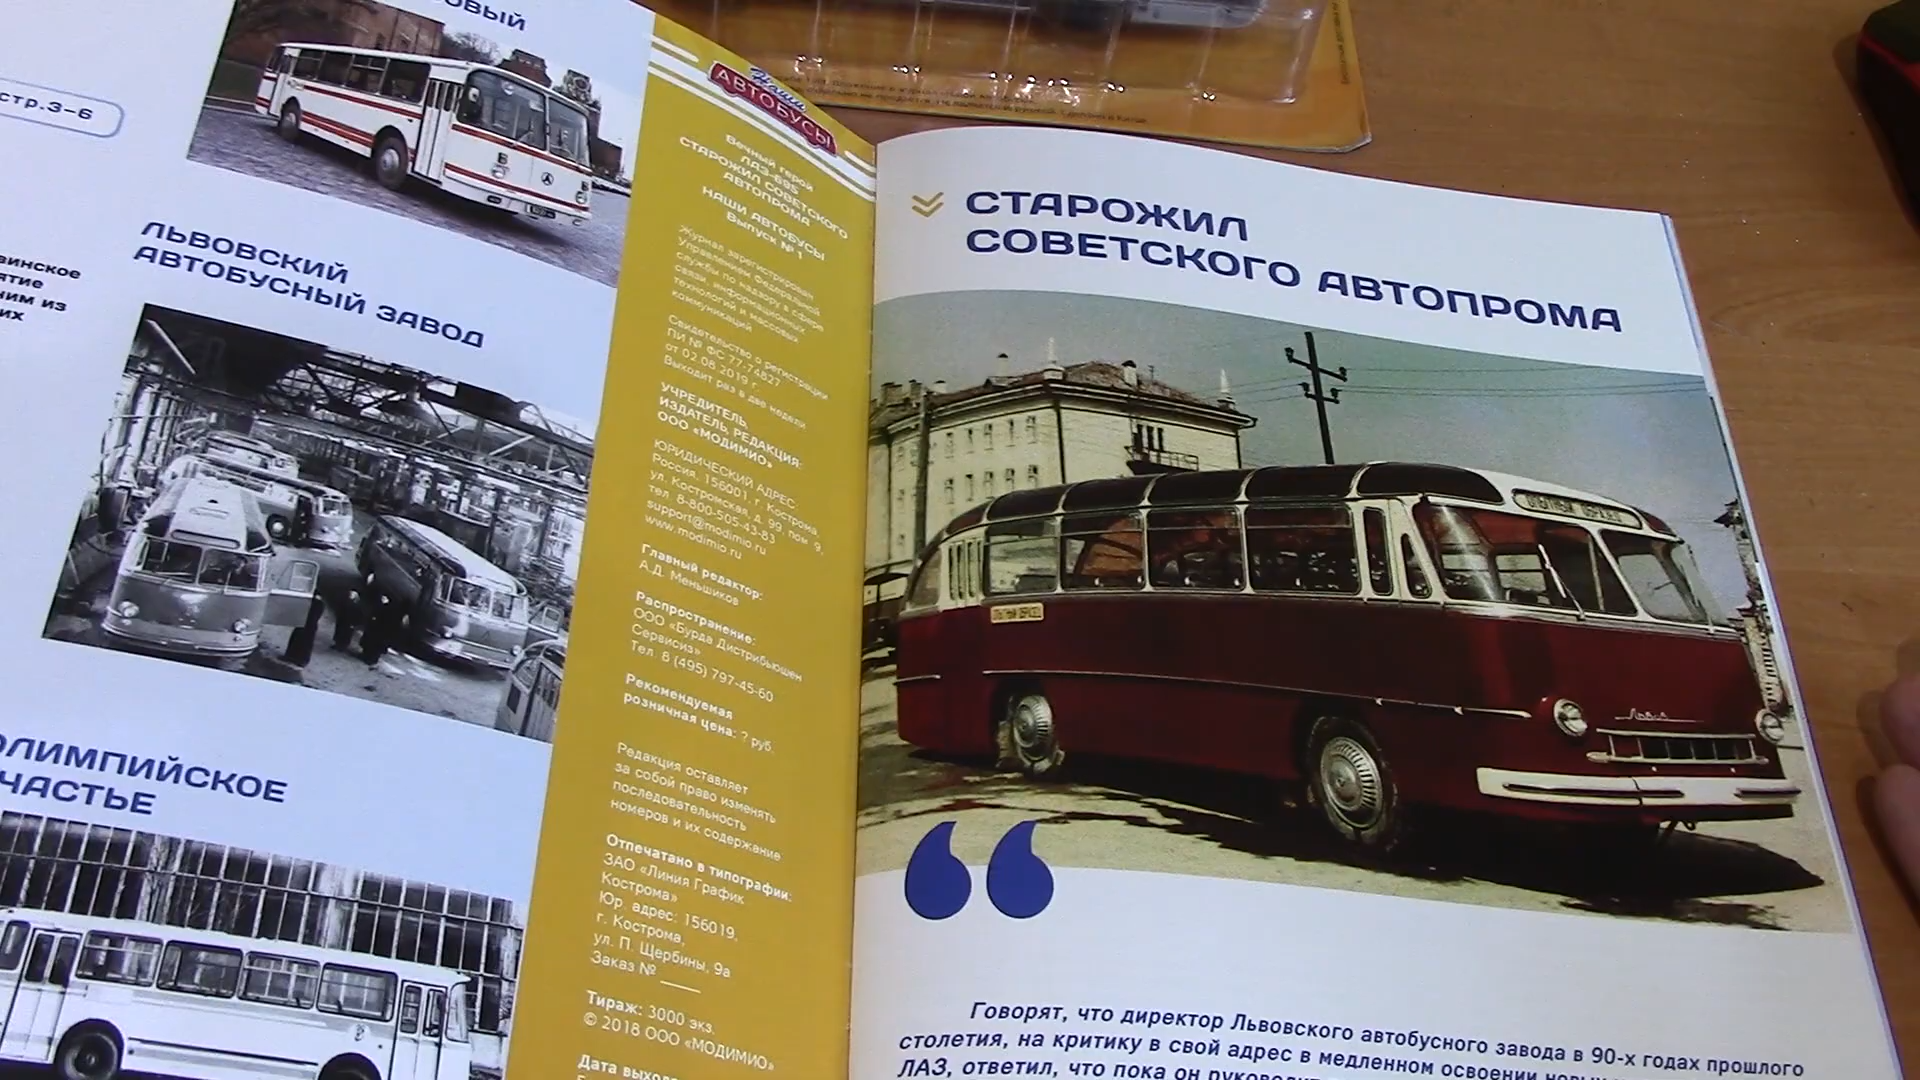 стр.3-6
ЛЬВОВСКИЙ
АВТОБУСНЫЙ ЗАВОД
ОЛИМПИЙСКОЕ
Наши
АВТОБУСЫ
Вечный герой
ЛАЗ-695
СТАРОЖИЛ СОВЕТСКОГО
АВТОПРОМА
НАШИ АВТОБУСЫ
Выпуск № 1
Журнал зарегистрирован
Управлением Федеральной
службы по надзору в сфере
связи, информационных
технологий и массовых
коммуникаций
Свидетельство о регистрации
ПИ № ФС 77-74827
от 02.08.2019 г.
Выходит раз в две недели
УЧРЕДИТЕЛЬ,
ИЗДАТЕЛЬ, РЕДАКЦИЯ:
ООО «МОДИМИО»
ЮРИДИЧЕСКИЙ АДРЕС:
Россия, 156001, г. Кострома,
ул. Костромская, д. 99, пом. 9,
тел. 8-800-505-43-83
support@modimio.ru
www.modimio.ru
Главный редактор:
А.Д. Меньшиков
Распространение:
ООО «Бурда Дистрибьюшен
Сервисиз»
Тел. 8 (495) 797-45-60
Рекомендуемая
розничная цена: ? руб.
Редакция оставляет
за собой право изменять
последовательность
номеров и их содержание
Отпечатано в типографии:
ЗАО «Линия График
Кострома»
Юр. адрес: 156019,
г. Кострома,
ул. П. Щербины, 9а
Заказ № ____
Тираж: 3000 экз.
© 2018 ООО «МОДИМИО»
СТАРОЖИЛ
СОВЕТСКОГО АВТОПРОМА
ОПЫТНЫЙ ОБРАЗЕЦ
Львов
Говорят, что директор Львовского автобусного завода в 90-х годах прошлого
столетия, на критику в свой адрес в медленном освоении новых
ЛАЗ, ответил, что пока он